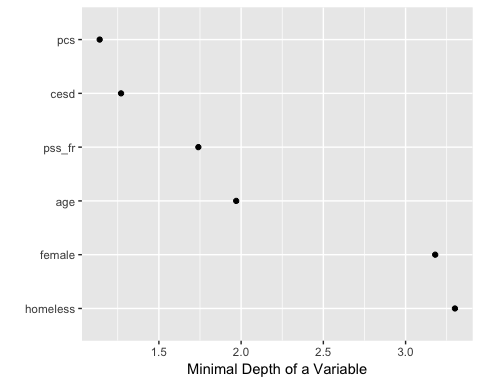 pcs
cesd
pss_fr
age
female
homeless
1.5 2.0 2.5 3.0
Minimal Depth of a Variable